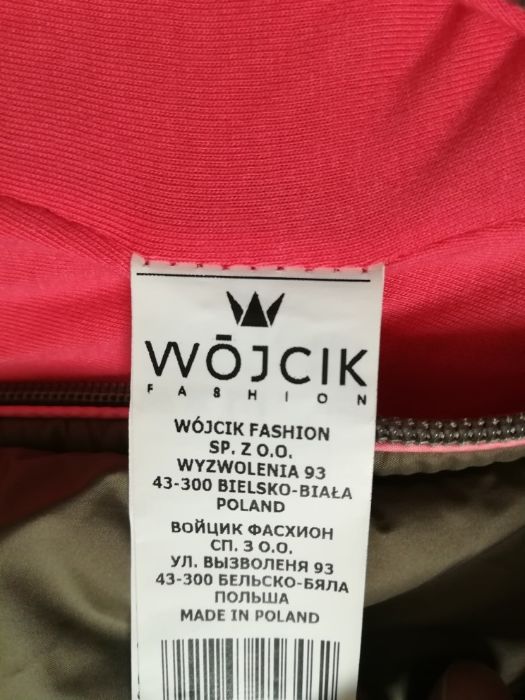 WŌJCIK
FASHION
WÓJCIK FASHION
SP. Z O.O.
WYZWOLENIA 93
43-300 BIELSKO-BIAŁA
POLAND
ВОЙЦИК ФАСХИОН
СП. З О.О.
УЛ. ВЫЗВОЛЕНЯ 93
43-300 БЕЛЬСКО-БЯЛА
ПОЛЬША
MADE IN POLAND